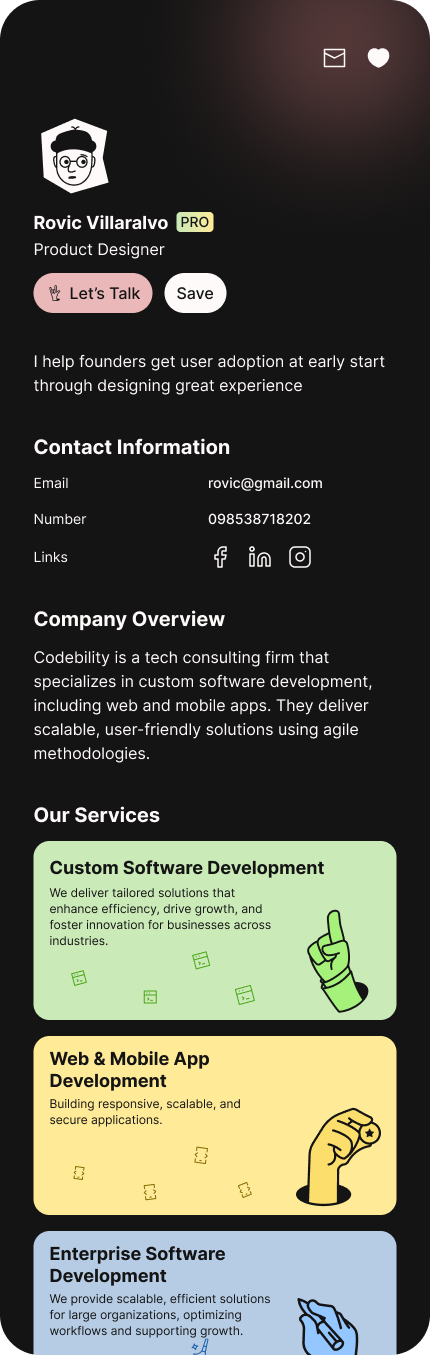 Rovic Villaralvo PRO
Product Designer
Let's Talk Save
I help founders get user adoption at early start
through designing great experience
Contact Information
Email rovic@gmail.com
Number 098538718202
Links
Company Overview
Codebility is a tech consulting firm that
specializes in custom software development,
including web and mobile apps. They deliver
scalable, user-friendly solutions using agile
methodologies.
Our Services
Custom Software Development
We deliver tailored solutions that
enhance efficiency, drive growth, and
foster innovation for businesses across
industries.
Web & Mobile App
Development
Building responsive, scalable, and
secure applications.
Enterprise Software
Development
We provide scalable, efficient solutions
for large organizations, optimizing
workflows and supporting growth.